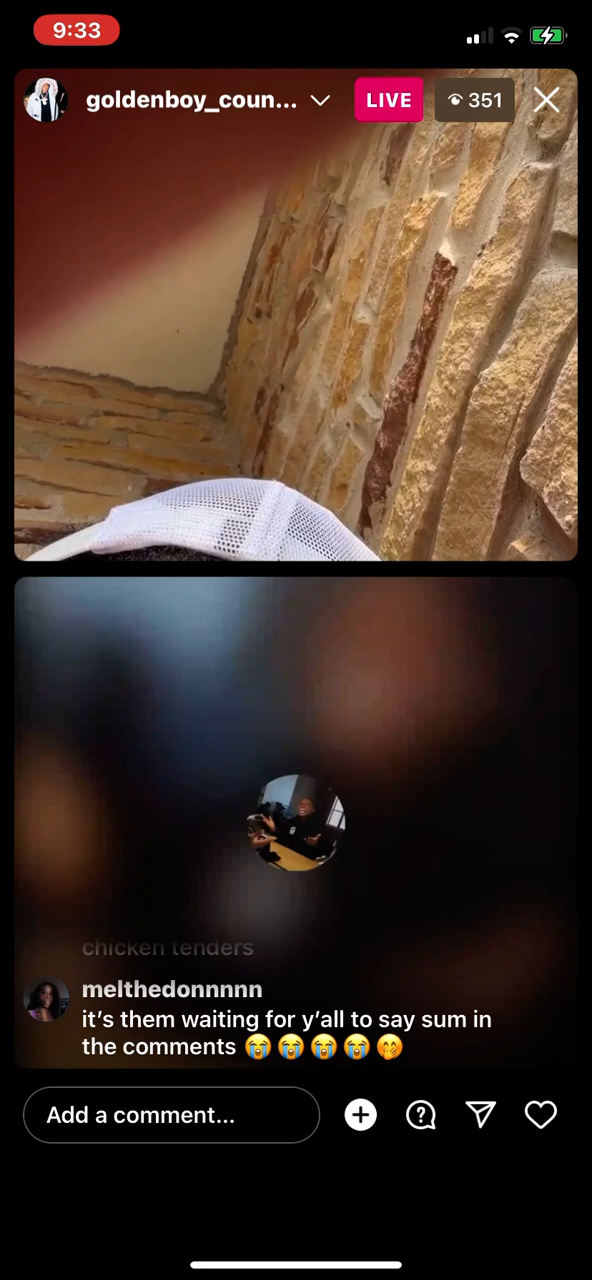 9:33
goldenboy_coun...
LIVE
351
chicken tenders
melthedonnnnn
it's them waiting for y'all to say sum in
the comments 😭😭😭😭🤭
Add a comment...